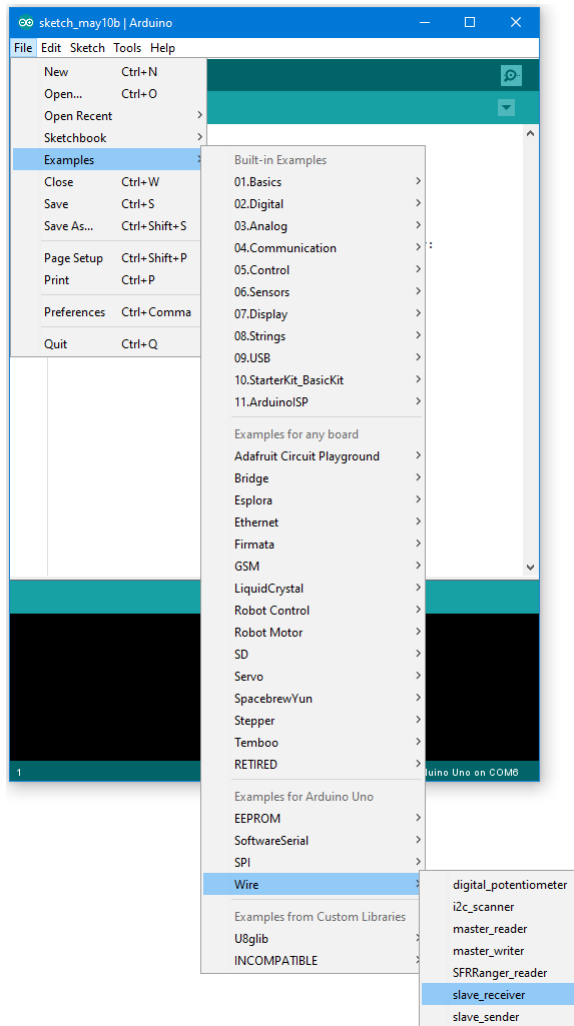 sketch_may10b | Arduino
File Edit Sketch Tools Help
New Ctrl+N
Open... Ctrl+O
Open Recent
Sketchbook
Examples
Close Ctrl+W
Save Ctrl+S
Save As... Ctrl+Shift+S
Page Setup Ctrl+Shift+P
Print Ctrl+P
Preferences Ctrl+Comma
Quit Ctrl+Q
Built-in Examples
01.Basics
02.Digital
03.Analog
04.Communication
05.Control
06.Sensors
07.Display
08.Strings
09.USB
10.StarterKit_BasicKit
11.ArduinoISP
Examples for any board
Adafruit Circuit Playground
Bridge
Esplora
Ethernet
Firmata
GSM
LiquidCrystal
Robot Control
Robot Motor
SD
Servo
SpacebrewYun
Stepper
Temboo
RETIRED
Examples for Arduino Uno
EEPROM
SoftwareSerial
SPI
Wire
Examples from Custom Libraries
U8glib
INCOMPATIBLE
digital_potentiometer
i2c_scanner
master_reader
master_writer
SFRRanger_reader
slave_receiver
slave_sender
1
duino Uno on COM6